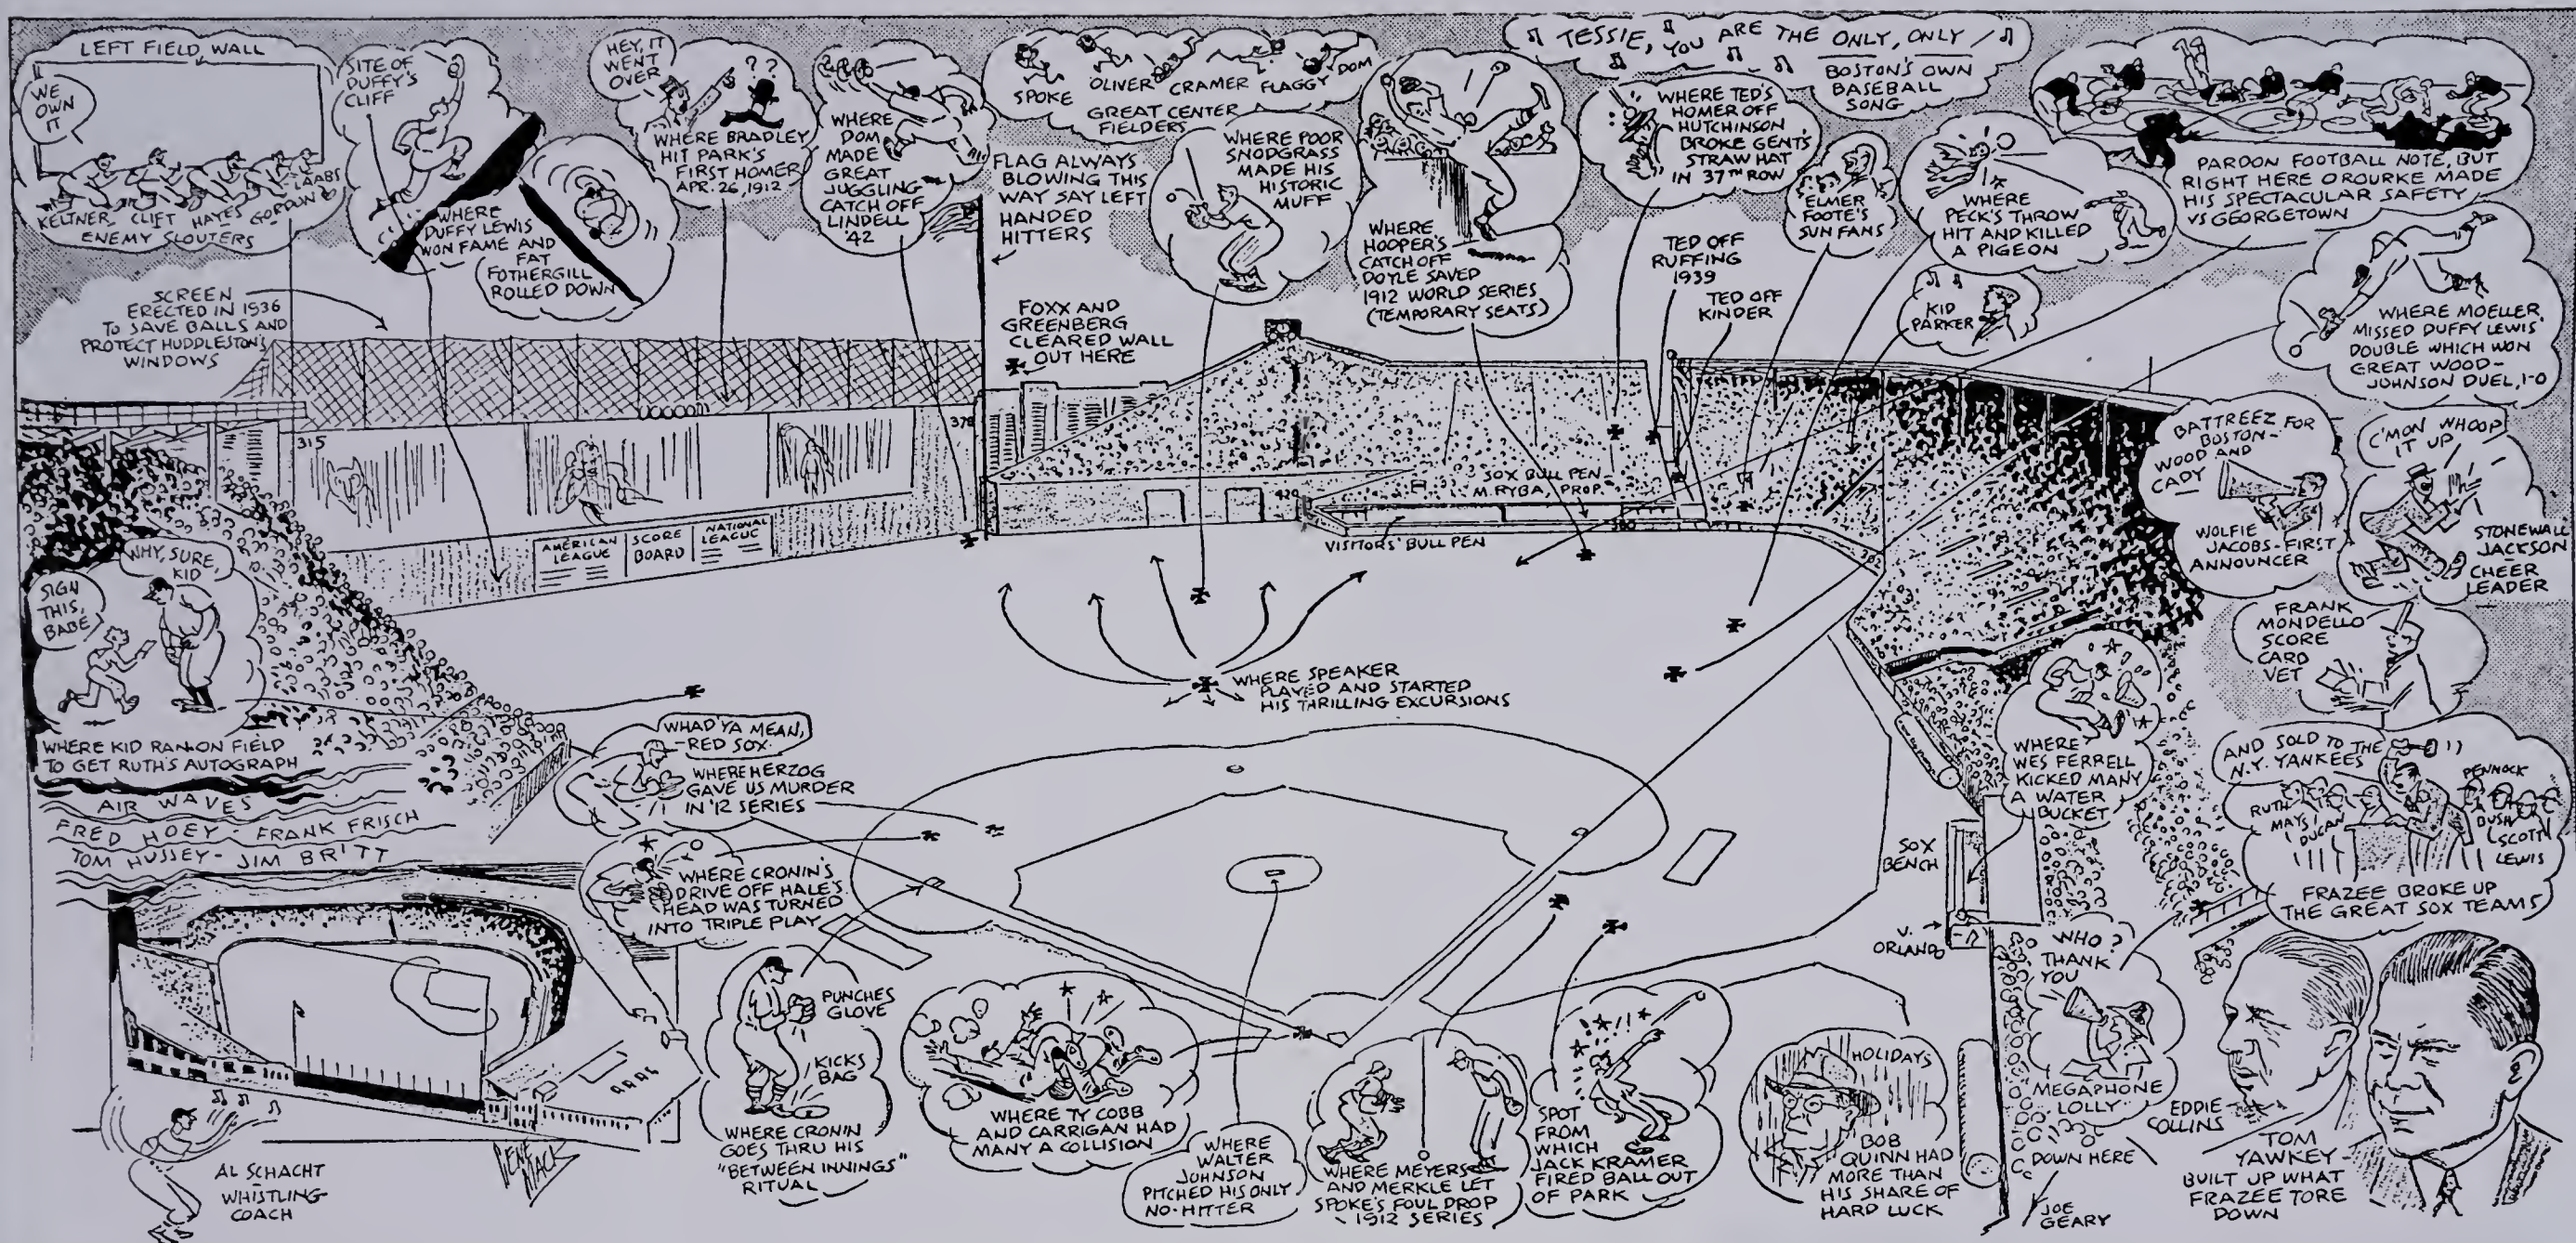 LEFT FIELD, WALL
WE
OWN
IT
KELTNER, CLIFT HAYES GORDON LAABS
ENEMY SLOUTERS
SITE OF
DUFFY'S
CLIFF
WHERE
DUFFY LEWIS
WON FAME AND
FAT
FOTHERGILL
ROLLED DOWN
HEY, IT
WENT
OVER
??
WHERE BRADLEY
HIT PARK'S
FIRST HOMER
APR. 26, 1912
WHERE
DOM
MADE
GREAT
JUGGLING
CATCH OFF
LINDELL
'42
SPOKE OLIVER CRAMER FLAGGY DOM
GREAT CENTER
FIELDERS
FLAG ALWAYS
BLOWING THIS
WAY SAY LEFT
HANDED
HITTERS
WHERE POOR
SNODGRASS
MADE HIS
HISTORIC
MUFF
WHERE
HOOPER'S
CATCH OFF
DOYLE SAVED
1912 WORLD SERIES
(TEMPORARY SEATS)
TESSIE, YOU ARE THE ONLY, ONLY
BOSTON'S OWN
BASEBALL
SONG
WHERE TED'S
HOMER OFF
HUTCHINSON
BROKE GENT'S
STRAW HAT
IN 37TH ROW
ELMER
FOOTE'S
SUN FANS
WHERE
PECK'S THROW
HIT AND KILLED
A PIGEON
PARDON FOOTBALL NOTE, BUT
RIGHT HERE O'ROURKE MADE
HIS SPECTACULAR SAFETY
VS GEORGETOWN
TED OFF
RUFFING
1939
TED OFF
KINDER
KID
PARKER
WHERE MOELLER
MISSED DUFFY LEWIS'
DOUBLE WHICH WON
GREAT WOOD-
JOHNSON DUEL, 1-0
SCREEN
ERECTED IN 1936
TO SAVE BALLS AND
PROTECT HUDDLESTON'S
WINDOWS
FOXX AND
GREENBERG
CLEARED WALL
OUT HERE
315
AMERICAN
LEAGUE
SCORE
BOARD
NATIONAL
LEAGUE
420
SOX BULL PEN
M. RYBA, PROP.
VISITORS' BULL PEN
380
BATTREEZ FOR
BOSTON-
WOOD AND
CADY
WOLFIE
JACOBS-FIRST
ANNOUNCER
C'MON WHOOP
IT UP
STONEWALL
JACKSON
CHEER
LEADER
FRANK
MONDELLO
SCORE
CARD
VET
WHY, SURE,
KID
SIGN
THIS,
BABE
WHERE KID RAN ON FIELD
TO GET RUTH'S AUTOGRAPH
AIR WAVES
FRED HOEY - FRANK FRISCH
TOM HUSSEY - JIM BRITT
WHERE SPEAKER
PLAYED AND STARTED
HIS THRILLING EXCURSIONS
WHAD'YA MEAN,
-RED SOX-
WHERE HERZOG
GAVE US MURDER
IN '12 SERIES
WHERE CRONIN'S
DRIVE OFF HALE'S
HEAD WAS TURNED
INTO TRIPLE PLAY
WHERE
WES FERRELL
KICKED MANY
A WATER
BUCKET
SOX
BENCH
V.
ORLANDO
AND SOLD TO THE
N.Y. YANKEES
RUTH
MAYS
DUGAN
PENNOCK
BUSH
SCOTT
LEWIS
FRAZEE BROKE UP
THE GREAT SOX TEAMS
WHO?
THANK
YOU
MEGAPHONE
LOLLY
DOWN HERE
JOE
GEARY
AL SCHACHT
WHISTLING
COACH
GENE
MACK
PUNCHES
GLOVE
KICKS
BAG
WHERE CRONIN
GOES THRU HIS
"BETWEEN INNINGS"
RITUAL
WHERE TY COBB
AND CARRIGAN HAD
MANY A COLLISION
WHERE
WALTER
JOHNSON
PITCHED HIS ONLY
NO-HITTER
WHERE MEYERS
AND MERKLE LET
SPOKE'S FOUL DROP
1912 SERIES
SPOT
FROM
WHICH
JACK KRAMER
FIRED BALL OUT
OF PARK
HOLIDAYS
BOB
QUINN HAD
MORE THAN
HIS SHARE OF
HARD LUCK
EDDIE
COLLINS
TOM
YAWKEY-
BUILT UP WHAT
FRAZEE TORE
DOWN